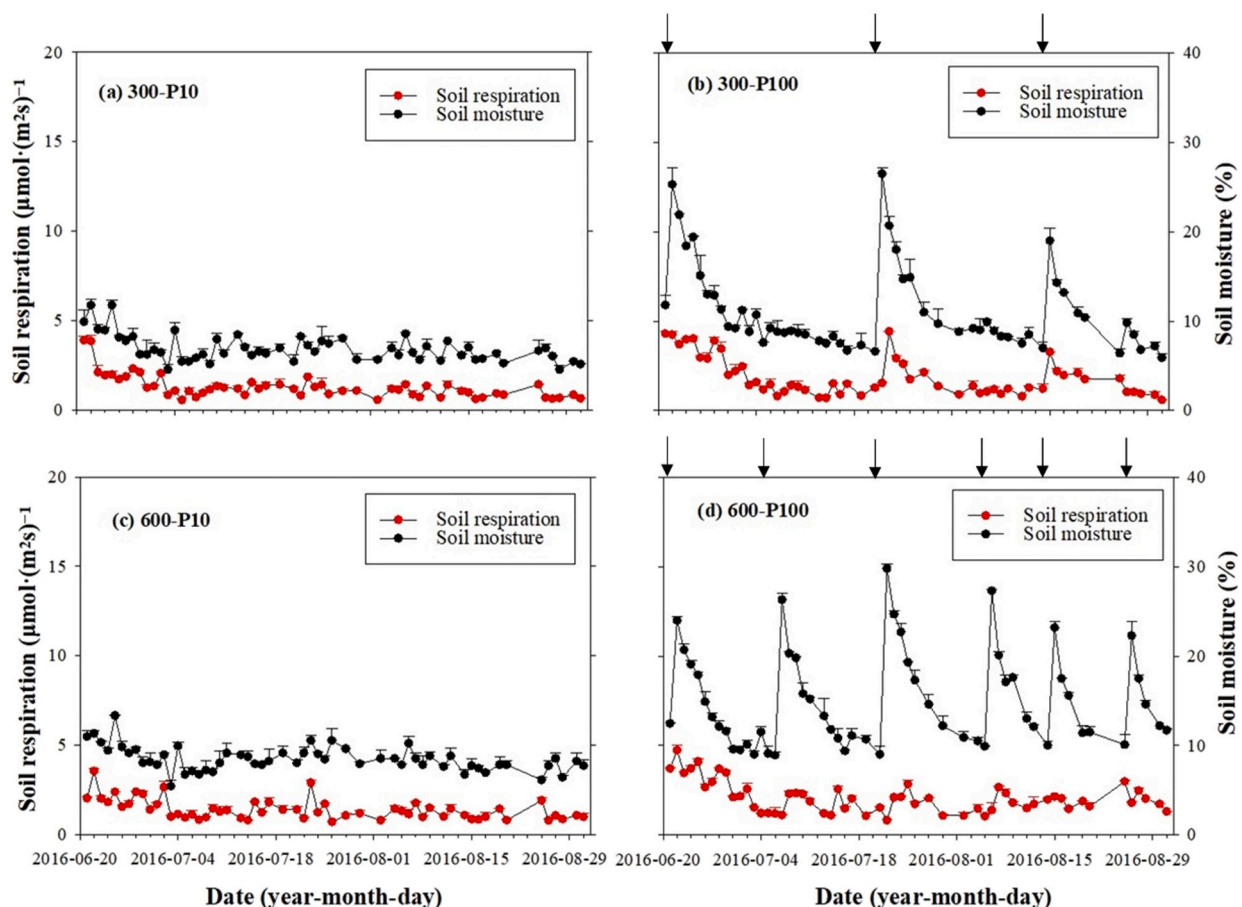 20
15
10
5
0
Soil respiration (μmol·(m²s)⁻¹
(a) 300-P10
Soil respiration
Soil moisture
(b) 300-P100
Soil respiration
Soil moisture
40
30
20
10
0
Soil moisture (%)
20
15
10
5
0
Soil respiration (μmol·(m²s)⁻¹
(c) 600-P10
Soil respiration
Soil moisture
(d) 600-P100
Soil respiration
Soil moisture
40
30
20
10
0
Soil moisture (%)
2016-06-20 2016-07-04 2016-07-18 2016-08-01 2016-08-15 2016-08-29
2016-06-20 2016-07-04 2016-07-18 2016-08-01 2016-08-15 2016-08-29
Date (year-month-day)
Date (year-month-day)